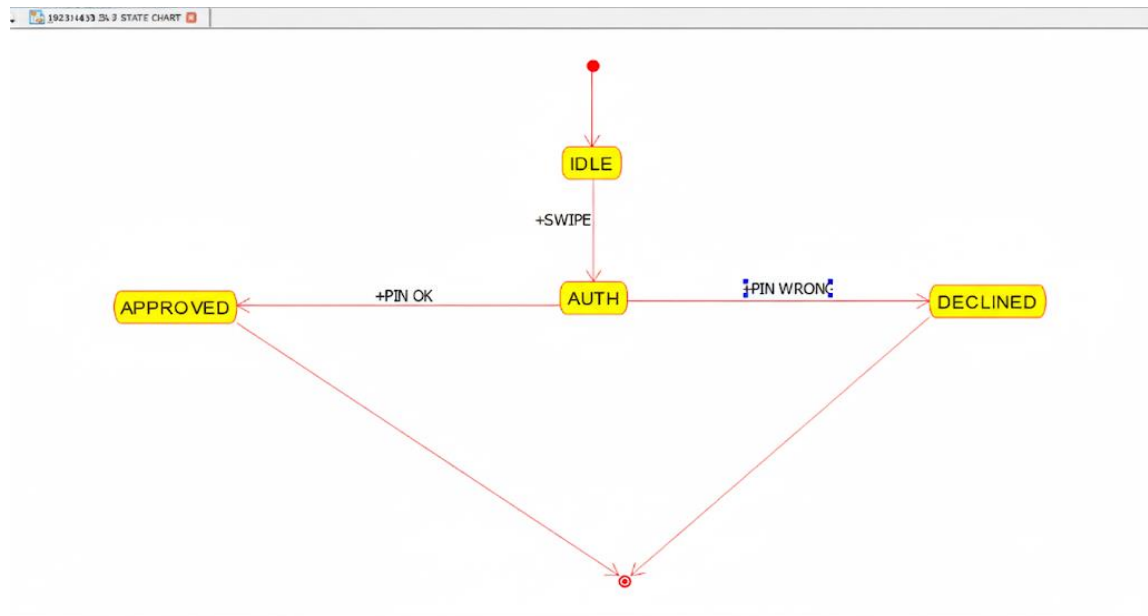 STATE CHART
IDLE
+SWIPE
+PIN OK
AUTH
+PIN WRONG
APPROVED
DECLINED